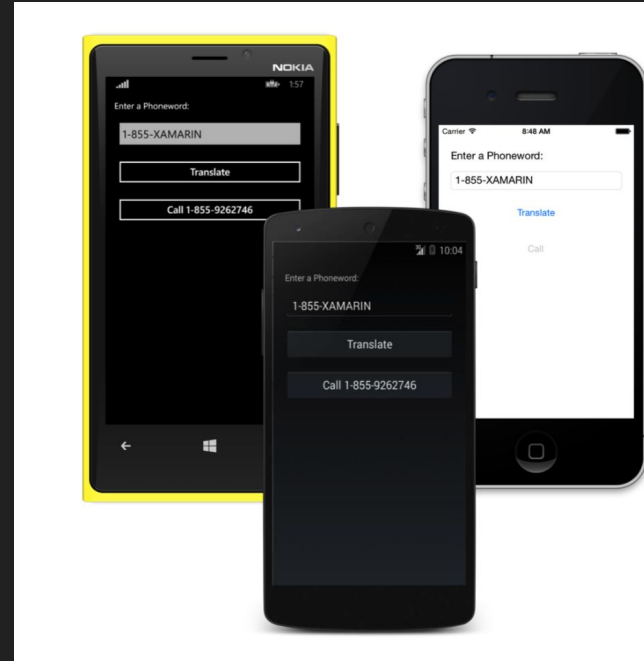 NOKIA
1:57
Enter a Phoneword:
1-855-XAMARIN
Translate
Call 1-855-9262746
3G
10:04
Enter a Phoneword:
1-855-XAMARIN
Translate
Call 1-855-9262746
Carrier
8:48 AM
Enter a Phoneword:
1-855-XAMARIN
Translate
Call